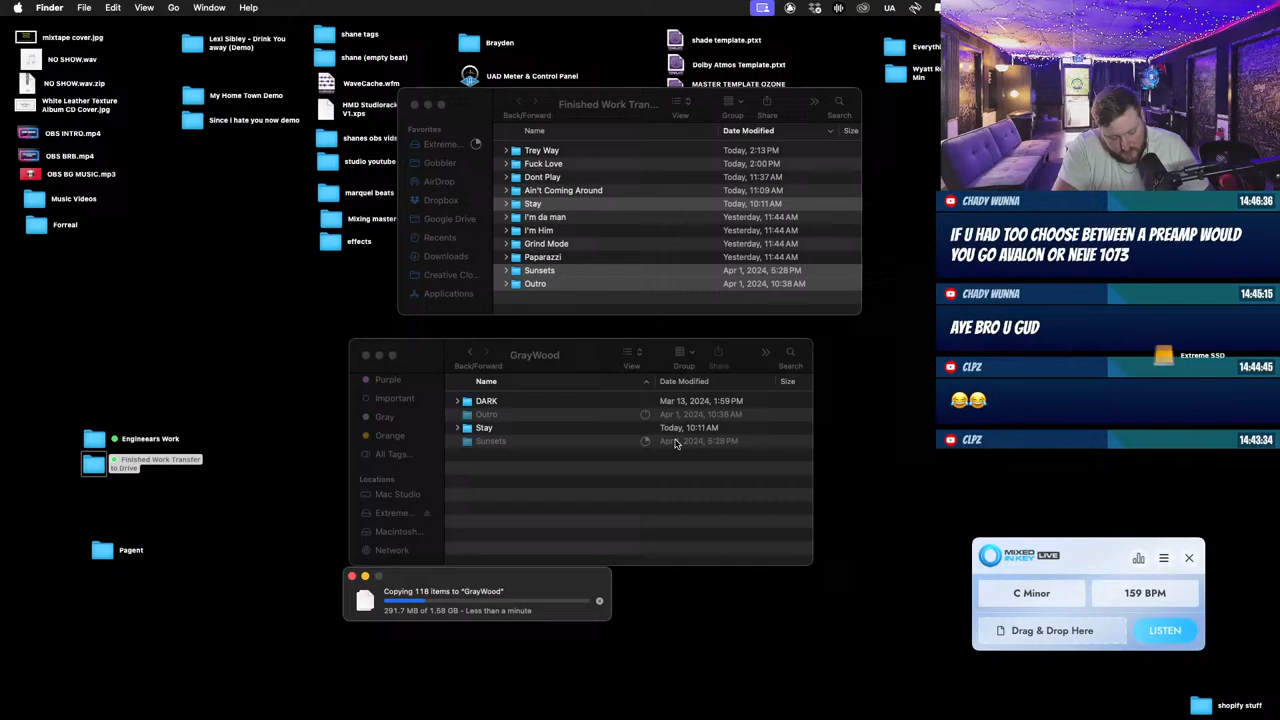 Finder File Edit View Go Window Help UA
mixtape cover.jpg
NO SHOW.wav
NO SHOW.wav.zip
White Leather Texture
Album CD Cover.jpg
OBS INTRO.mp4
OBS BRB.mp4
OBS BG MUSIC.mp3
Music Videos
Forreal
Lexi Sibley - Drink You
away (Demo)
My Home Town Demo
Since i hate you now demo
shane tags
shane (empty beat)
WaveCache.wfm
HMD Studiorack
V1.xps
shanes obs vids
studio youtube
marquel beats
Mixing master
effects
Brayden
UAD Meter & Control Panel
shade template.ptxt
Dolby Atmos Template.ptxt
MASTER TEMPLATE OZONE
Everythi
Wyatt R
Min
Finished Work Tran...
Back/Forward View Group Share Search
Favorites
Extreme...
Gobbler
AirDrop
Dropbox
Google Drive
Recents
Downloads
Creative Clo...
Applications
Name Date Modified Size
Trey Way Today, 2:13 PM
Fuck Love Today, 2:00 PM
Dont Play Today, 11:37 AM
Ain't Coming Around Today, 11:09 AM
Stay Today, 10:11 AM
I'm da man Yesterday, 11:44 AM
I'm Him Yesterday, 11:44 AM
Grind Mode Yesterday, 11:44 AM
Paparazzi Yesterday, 11:44 AM
Sunsets Apr 1, 2024, 5:28 PM
Outro Apr 1, 2024, 10:38 AM
GrayWood
Back/Forward View Group Share Search
Purple
Important
Gray
Orange
All Tags...
Locations
Mac Studio
Extreme...
Macintosh...
Network
Name Date Modified Size
DARK Mar 13, 2024, 1:59 PM
Outro Apr 1, 2024, 10:38 AM
Stay Today, 10:11 AM
Sunsets Apr 1, 2024, 5:28 PM
Copying 118 items to "GrayWood"
291.7 MB of 1.58 GB - Less than a minute
Engineears Work
Finished Work Transfer
to Drive
Pagent
CHADY WUNNA 14:46:36
IF U HAD TOO CHOOSE BETWEEN A PREAMP WOULD
YOU GO AVALON OR NEVE 1073
CHADY WUNNA 14:45:15
AYE BRO U GUD
Extreme SSD
CLPZ 14:44:45
😂😂
CLPZ 14:43:34
MIXED
IN KEY LIVE
C Minor 159 BPM
Drag & Drop Here LISTEN
shopify stuff